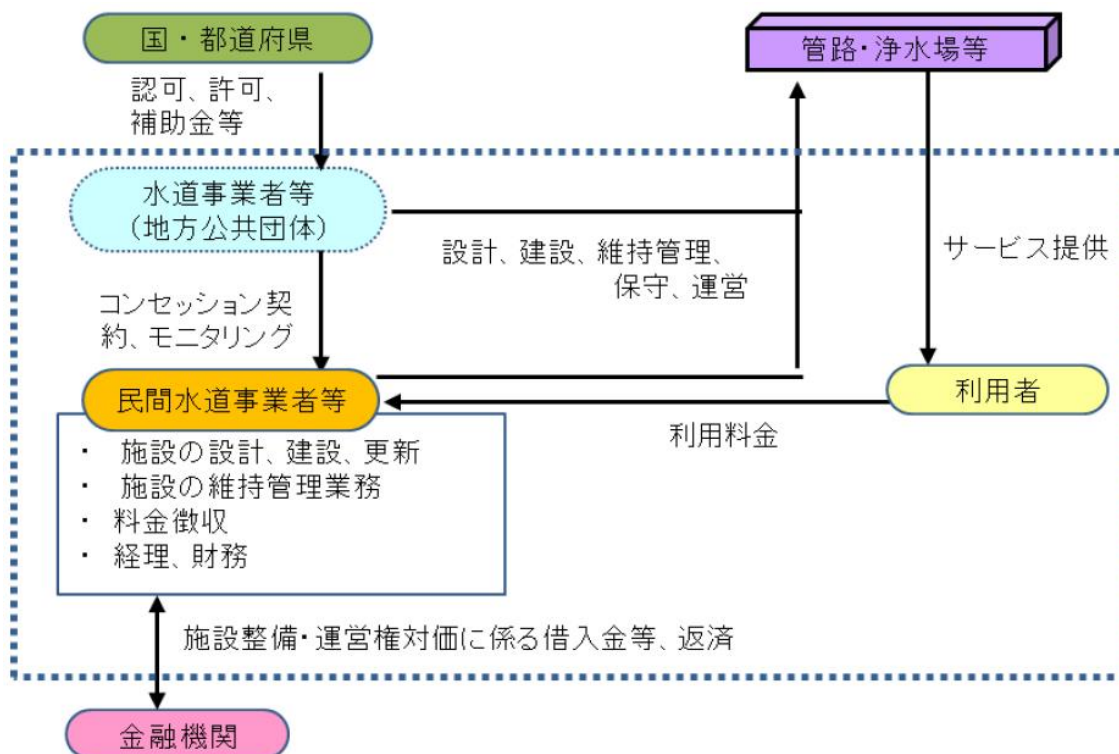 国・都道府県
管路・浄水場等
認可、許可、
補助金等
水道事業者等
(地方公共団体)
設計、建設、維持管理、
保守、運営
サービス提供
コンセッション契
約、モニタリング
民間水道事業者等
利用者
利用料金
・ 施設の設計、建設、更新
・ 施設の維持管理業務
・ 料金徴収
・ 経理、財務
施設整備・運営権対価に係る借入金等、返済
金融機関